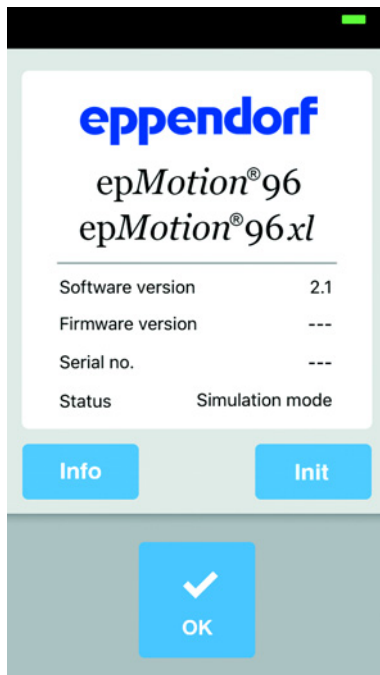 eppendorf
epMotion®96
epMotion®96xl
Software version 2.1
Firmware version ---
Serial no. ---
Status Simulation mode
Info Init
OK